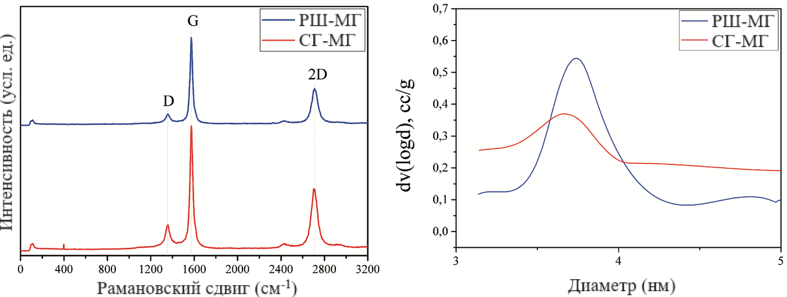 РШ-МГ
СГ-МГ
G
D
2D
Интенсивность (усл. ед.)
0 400 800 1200 1600 2000 2400 2800 3200
Рамановский сдвиг (см-1)
РШ-МГ
СГ-МГ
0,7
0,6
0,5
0,4
0,3
0,2
0,1
0,0
dv(logd), cc/g
3 4 5
Диаметр (нм)